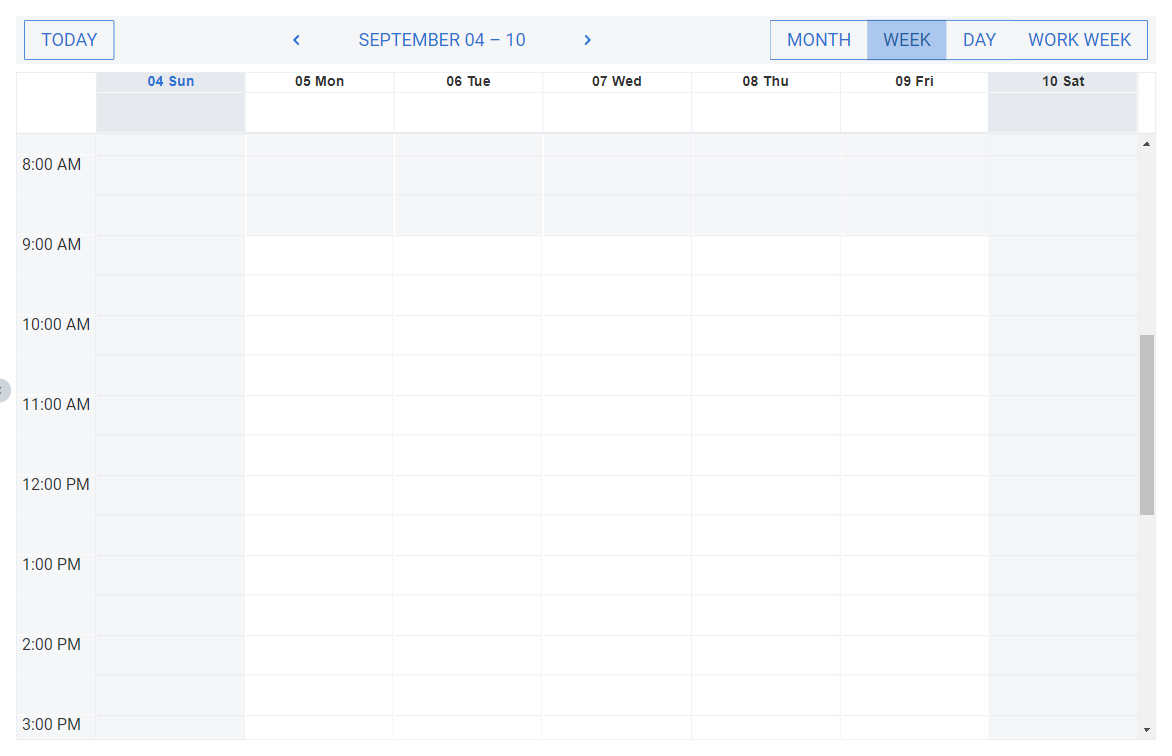 TODAY SEPTEMBER 04 – 10 MONTH WEEK DAY WORK WEEK
04 Sun 05 Mon 06 Tue 07 Wed 08 Thu 09 Fri 10 Sat
8:00 AM
9:00 AM
10:00 AM
11:00 AM
12:00 PM
1:00 PM
2:00 PM
3:00 PM